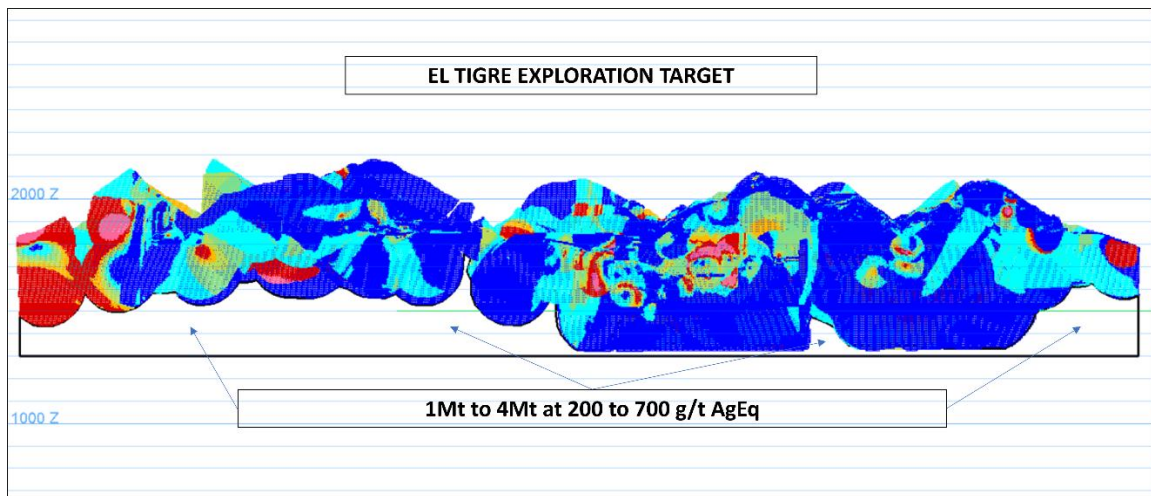 EL TIGRE EXPLORATION TARGET
2000 Z
1Mt to 4Mt at 200 to 700 g/t AgEq
1000 Z